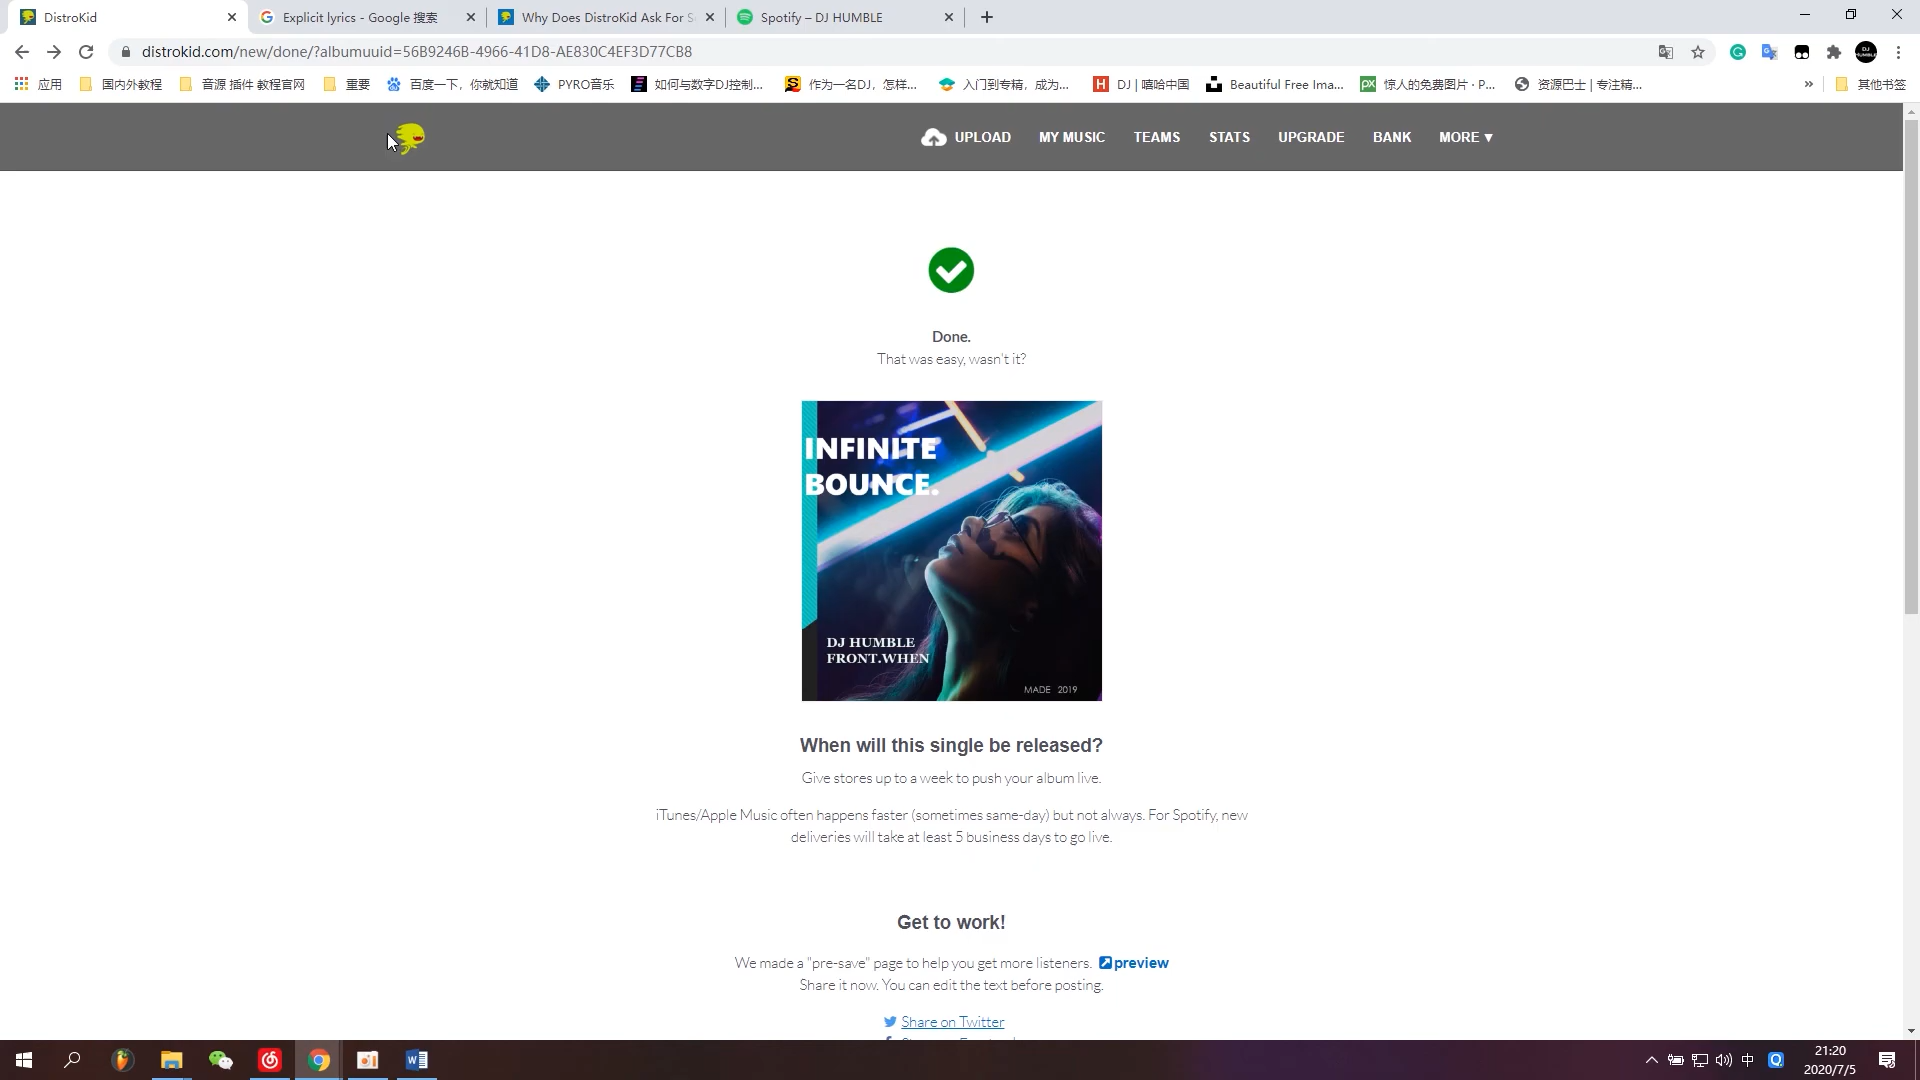 DistroKid
Explicit lyrics - Google 搜索
Why Does DistroKid Ask For S
Spotify – DJ HUMBLE
distrokid.com/new/done/?albumuuid=56B9246B-4966-41D8-AE830C4EF3D77CB8
应用
国内外教程
音源 插件 教程官网
重要
百度一下，你就知道
PYRO音乐
如何与数字DJ控制...
作为一名DJ，怎样...
入门到专精，成为...
DJ | 嘻哈中国
Beautiful Free Ima...
惊人的免费图片 · P...
资源巴士 | 专注精...
»
其他书签
UPLOAD
MY MUSIC
TEAMS
STATS
UPGRADE
BANK
MORE ▼
Done.
That was easy, wasn't it?
INFINITE
BOUNCE.
DJ HUMBLE
FRONT.WHEN
MADE 2019
When will this single be released?
Give stores up to a week to push your album live.
iTunes/Apple Music often happens faster (sometimes same-day) but not always. For Spotify, new
deliveries will take at least 5 business days to go live.
Get to work!
We made a "pre-save" page to help you get more listeners. preview
Share it now. You can edit the text before posting.
Share on Twitter
中
21:20
2020/7/5